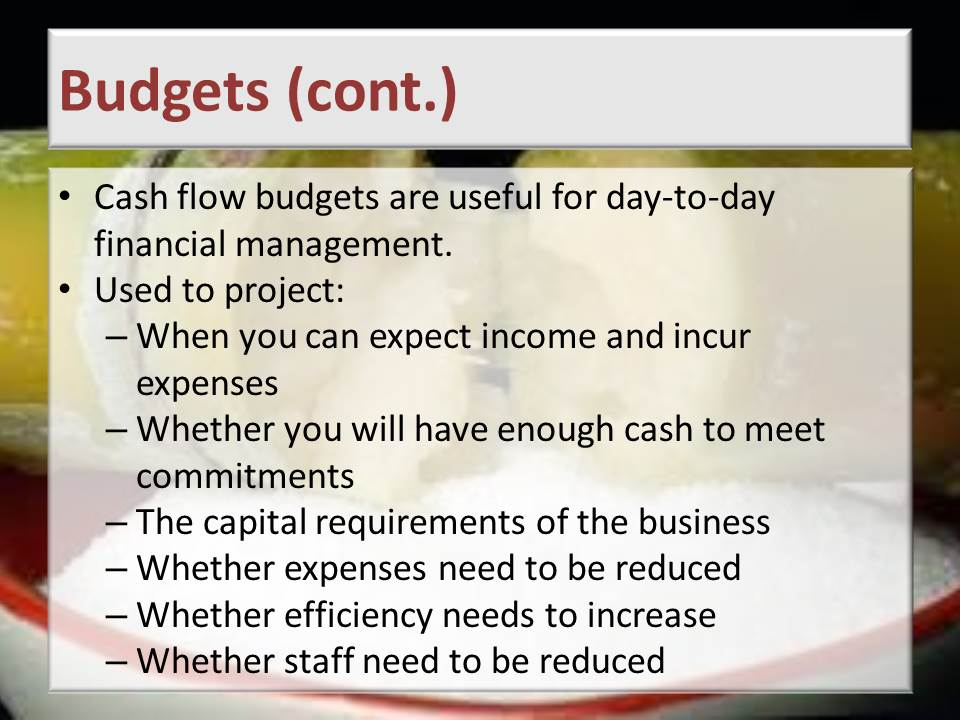 Budgets (cont.)
• Cash flow budgets are useful for day-to-day
financial management.
• Used to project:
– When you can expect income and incur
expenses
– Whether you will have enough cash to meet
commitments
– The capital requirements of the business
– Whether expenses need to be reduced
– Whether efficiency needs to increase
– Whether staff need to be reduced